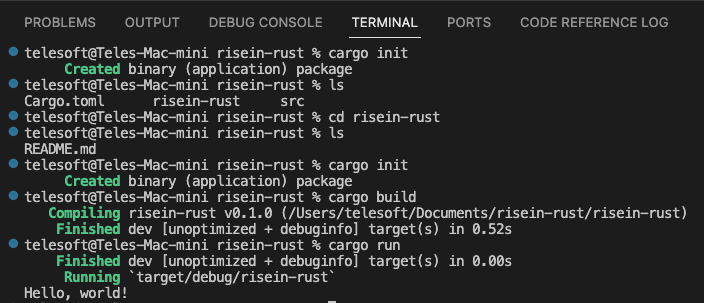 PROBLEMS OUTPUT DEBUG CONSOLE TERMINAL PORTS CODE REFERENCE LOG
telesoft@Teles-Mac-mini risein-rust % cargo init
Created binary (application) package
telesoft@Teles-Mac-mini risein-rust % ls
Cargo.toml risein-rust src
telesoft@Teles-Mac-mini risein-rust % cd risein-rust
telesoft@Teles-Mac-mini risein-rust % ls
README.md
telesoft@Teles-Mac-mini risein-rust % cargo init
Created binary (application) package
telesoft@Teles-Mac-mini risein-rust % cargo build
Compiling risein-rust v0.1.0 (/Users/telesoft/Documents/risein-rust/risein-rust)
Finished dev [unoptimized + debuginfo] target(s) in 0.52s
telesoft@Teles-Mac-mini risein-rust % cargo run
Finished dev [unoptimized + debuginfo] target(s) in 0.00s
Running `target/debug/risein-rust`
Hello, world!